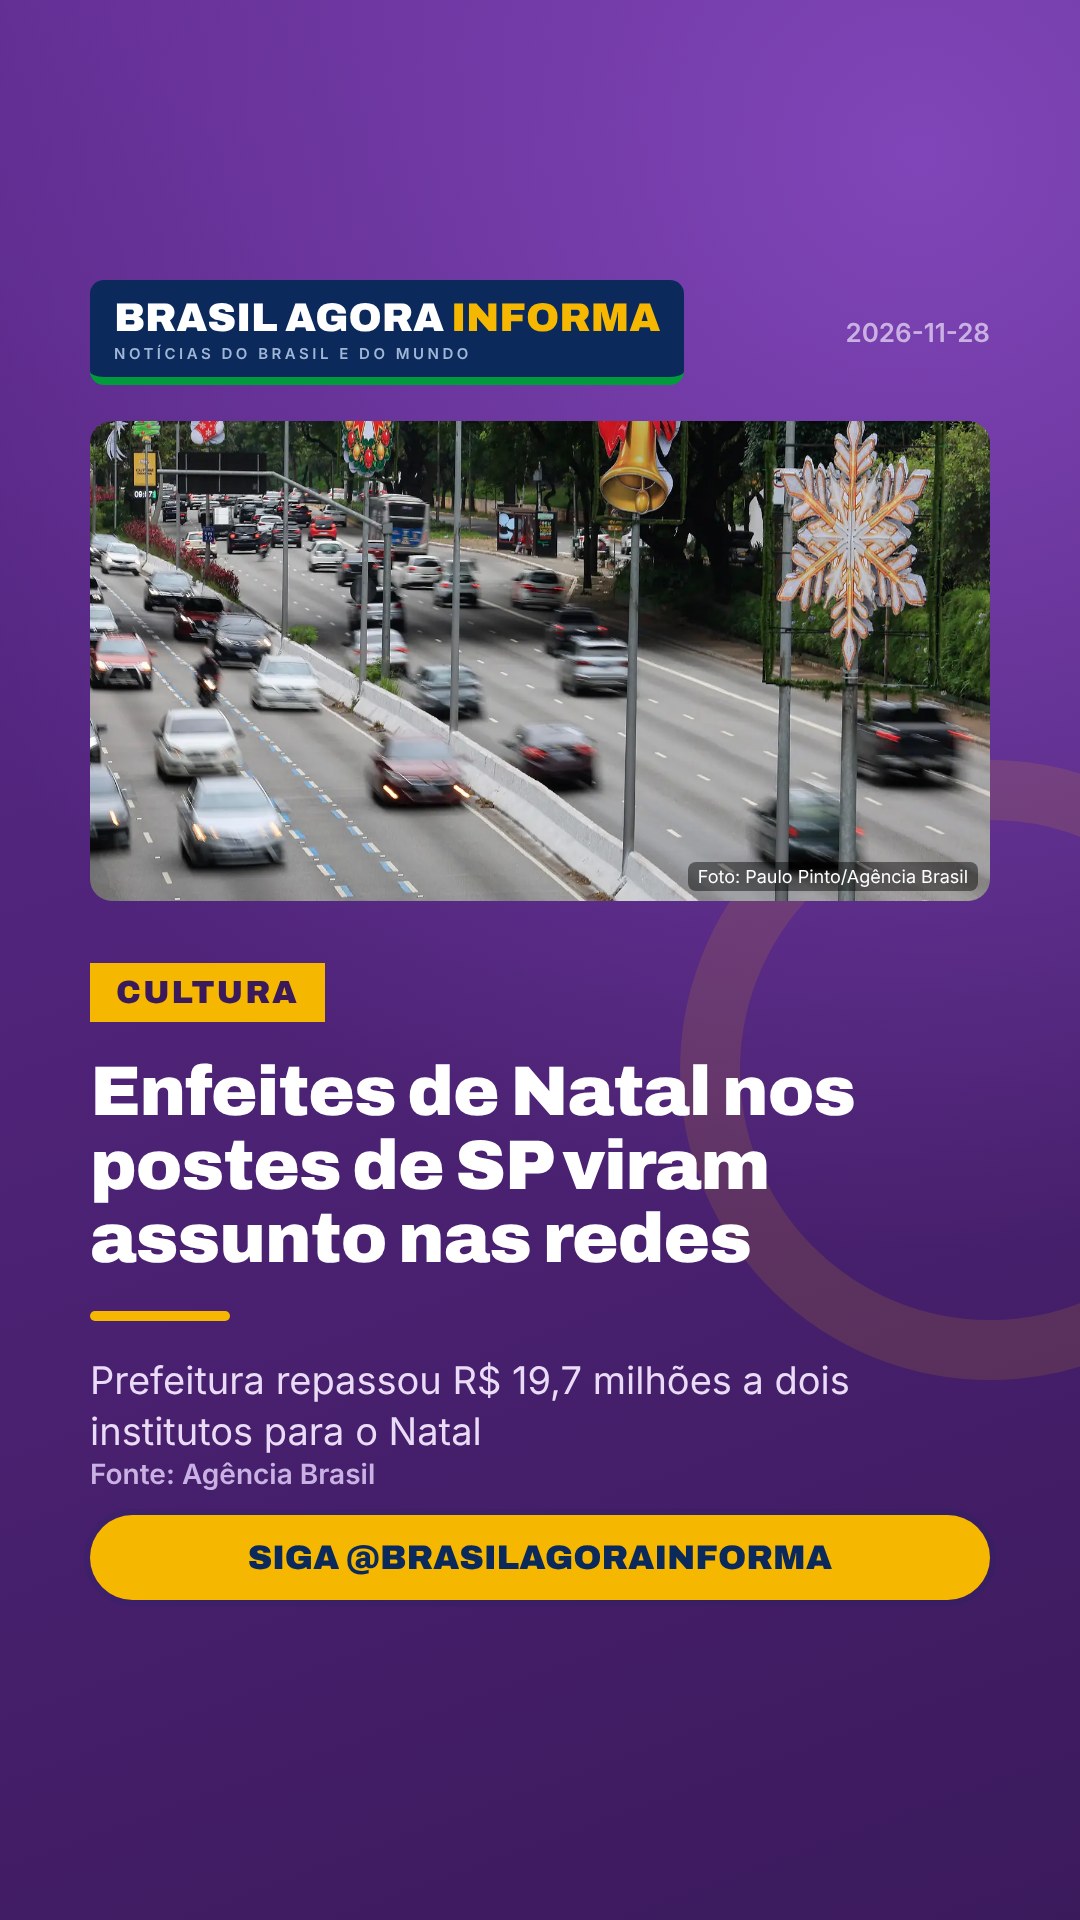 BRASIL AGORA INFORMA
NOTÍCIAS DO BRASIL E DO MUNDO
2026-11-28
Foto: Paulo Pinto/Agência Brasil
CULTURA
Enfeites de Natal nos
postes de SP viram
assunto nas redes
Prefeitura repassou R$ 19,7 milhões a dois
institutos para o Natal
Fonte: Agência Brasil
SIGA @BRASILAGORAINFORMA